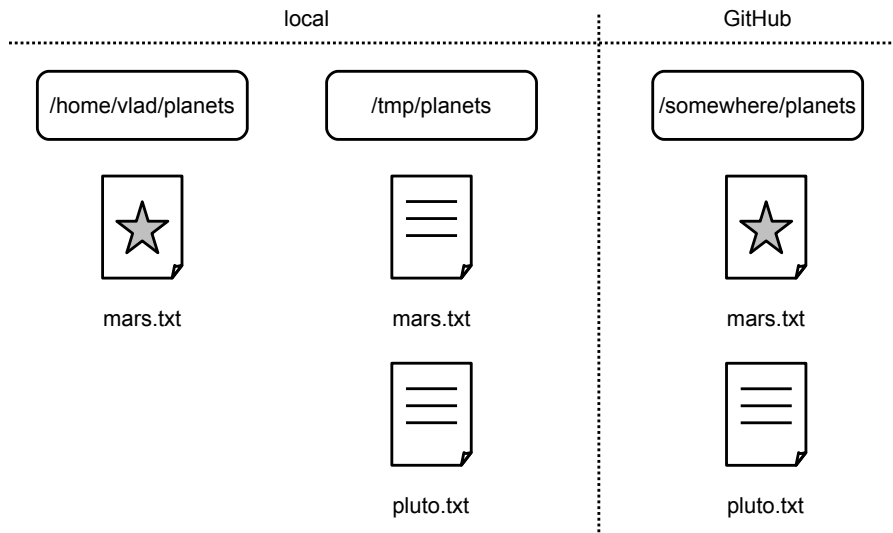 local
GitHub
/home/vlad/planets
/tmp/planets
/somewhere/planets
mars.txt
mars.txt
mars.txt
pluto.txt
pluto.txt